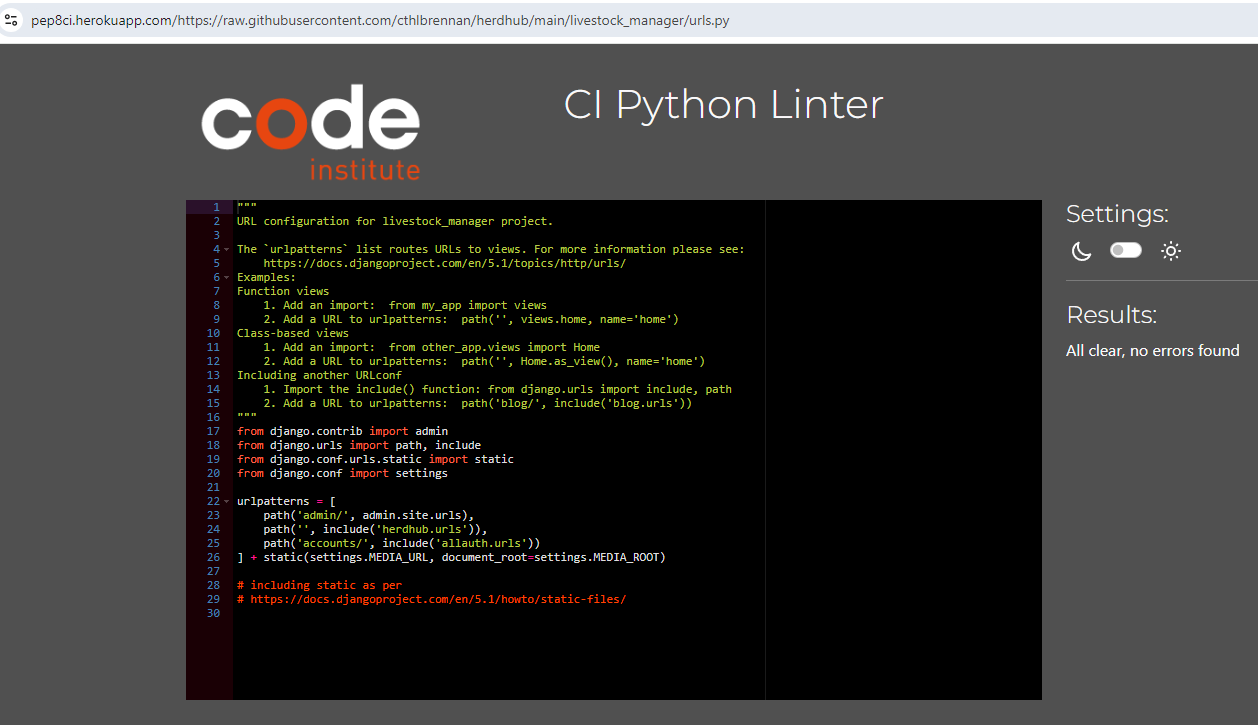 pep8ci.herokuapp.com/https://raw.githubusercontent.com/cthlbrennan/herdhub/main/livestock_manager/urls.py
code
institute
CI Python Linter
1 """
2 URL configuration for livestock_manager project.
3
4 The `urlpatterns` list routes URLs to views. For more information please see:
5     https://docs.djangoproject.com/en/5.1/topics/http/urls/
6 Examples:
7 Function views
8     1. Add an import:  from my_app import views
9     2. Add a URL to urlpatterns:  path('', views.home, name='home')
10 Class-based views
11     1. Add an import:  from other_app.views import Home
12     2. Add a URL to urlpatterns:  path('', Home.as_view(), name='home')
13 Including another URLconf
14     1. Import the include() function: from django.urls import include, path
15     2. Add a URL to urlpatterns:  path('blog/', include('blog.urls'))
16 """
17 from django.contrib import admin
18 from django.urls import path, include
19 from django.conf.urls.static import static
20 from django.conf import settings
21
22 urlpatterns = [
23     path('admin/', admin.site.urls),
24     path('', include('herdhub.urls')),
25     path('accounts/', include('allauth.urls'))
26 ] + static(settings.MEDIA_URL, document_root=settings.MEDIA_ROOT)
27
28 # including static as per
29 # https://docs.djangoproject.com/en/5.1/howto/static-files/
30
Settings:
Results:
All clear, no errors found